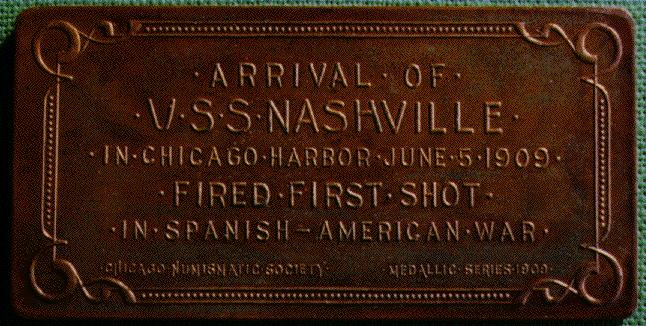 ·ARRIVAL·OF·
·U·S·S·NASHVILLE·
·IN·CHICAGO·HARBOR·JUNE·5·1909·
·FIRED·FIRST·SHOT·
·IN·SPANISH–AMERICAN·WAR·
·CHICAGO·NUMISMATIC·SOCIETY· ·MEDALLIC·SERIES·1909·